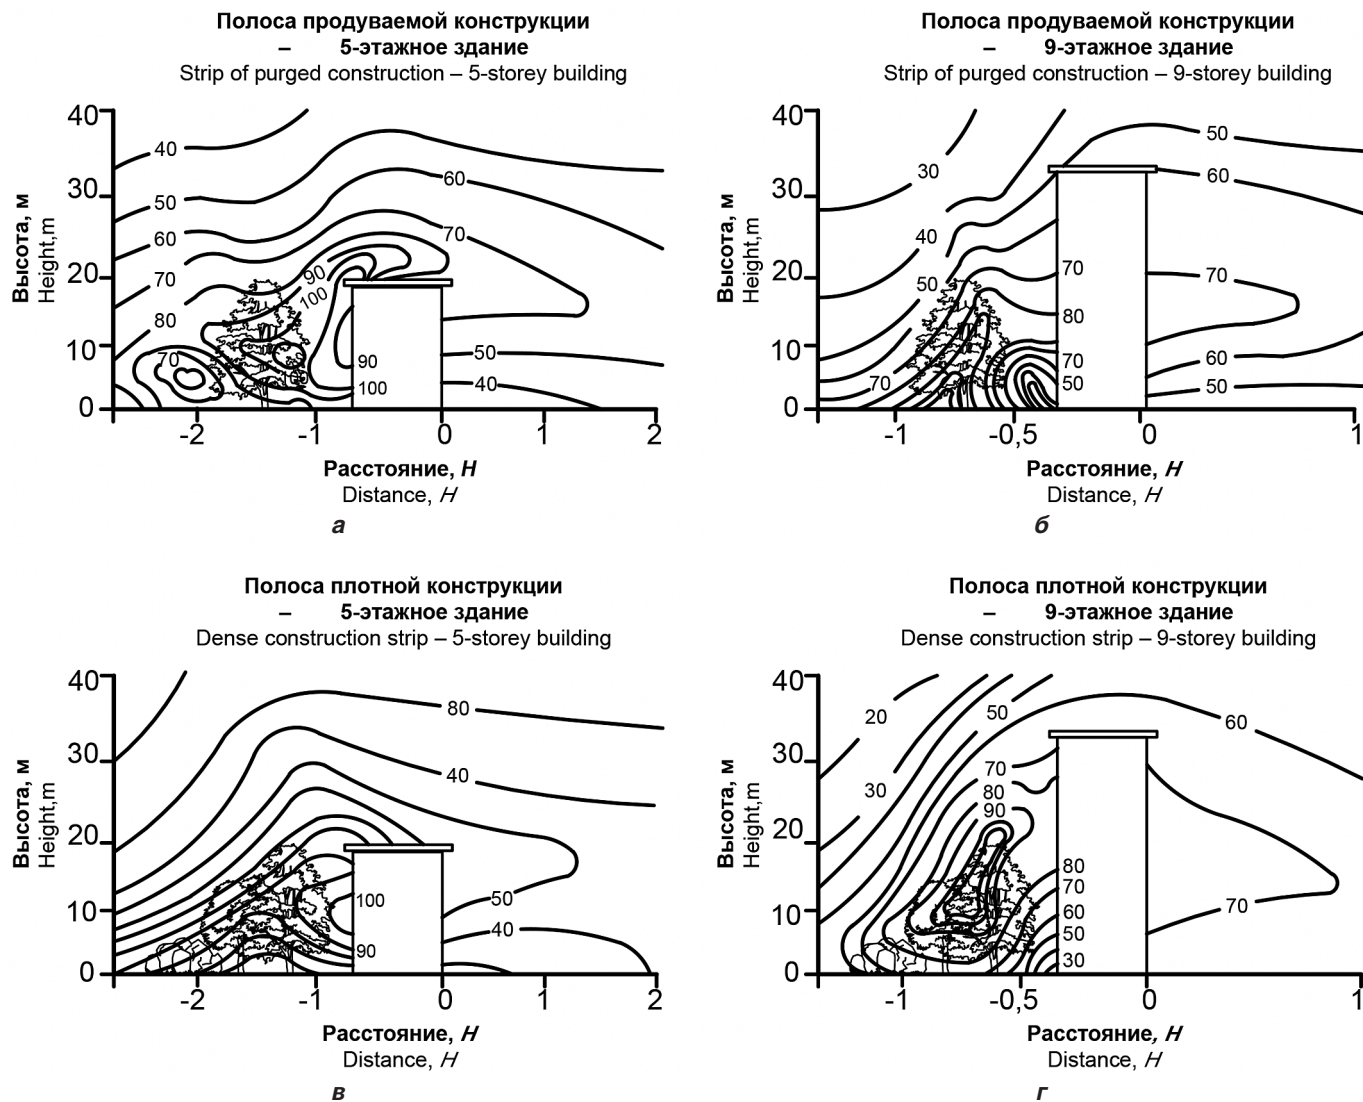 Полоса продуваемой конструкции
– 5-этажное здание
Strip of purged construction – 5-storey building
40
30
20
10
0
Высота, м
Height,m
40
50
60
70
80
70
90
100
60
70
50
40
90
100
-2
-1
0
1
2
Расстояние, H
Distance, H
а
Полоса продуваемой конструкции
– 9-этажное здание
Strip of purged construction – 9-storey building
40
30
20
10
0
Высота, м
Height,m
30
40
50
70
50
60
70
80
70
50
70
60
50
-1
-0,5
0
1
Расстояние, H
Distance, H
б
Полоса плотной конструкции
– 5-этажное здание
Dense construction strip – 5-storey building
40
30
20
10
0
Высота, м
Height,m
80
40
50
40
100
90
-2
-1
0
1
2
Расстояние, H
Distance, H
в
Полоса плотной конструкции
– 9-этажное здание
Dense construction strip – 9-storey building
40
30
20
10
0
Высота, м
Height,m
20
30
50
60
70
80
90
80
70
60
50
30
70
-1
-0,5
0
1
Расстояние, H
Distance, H
г